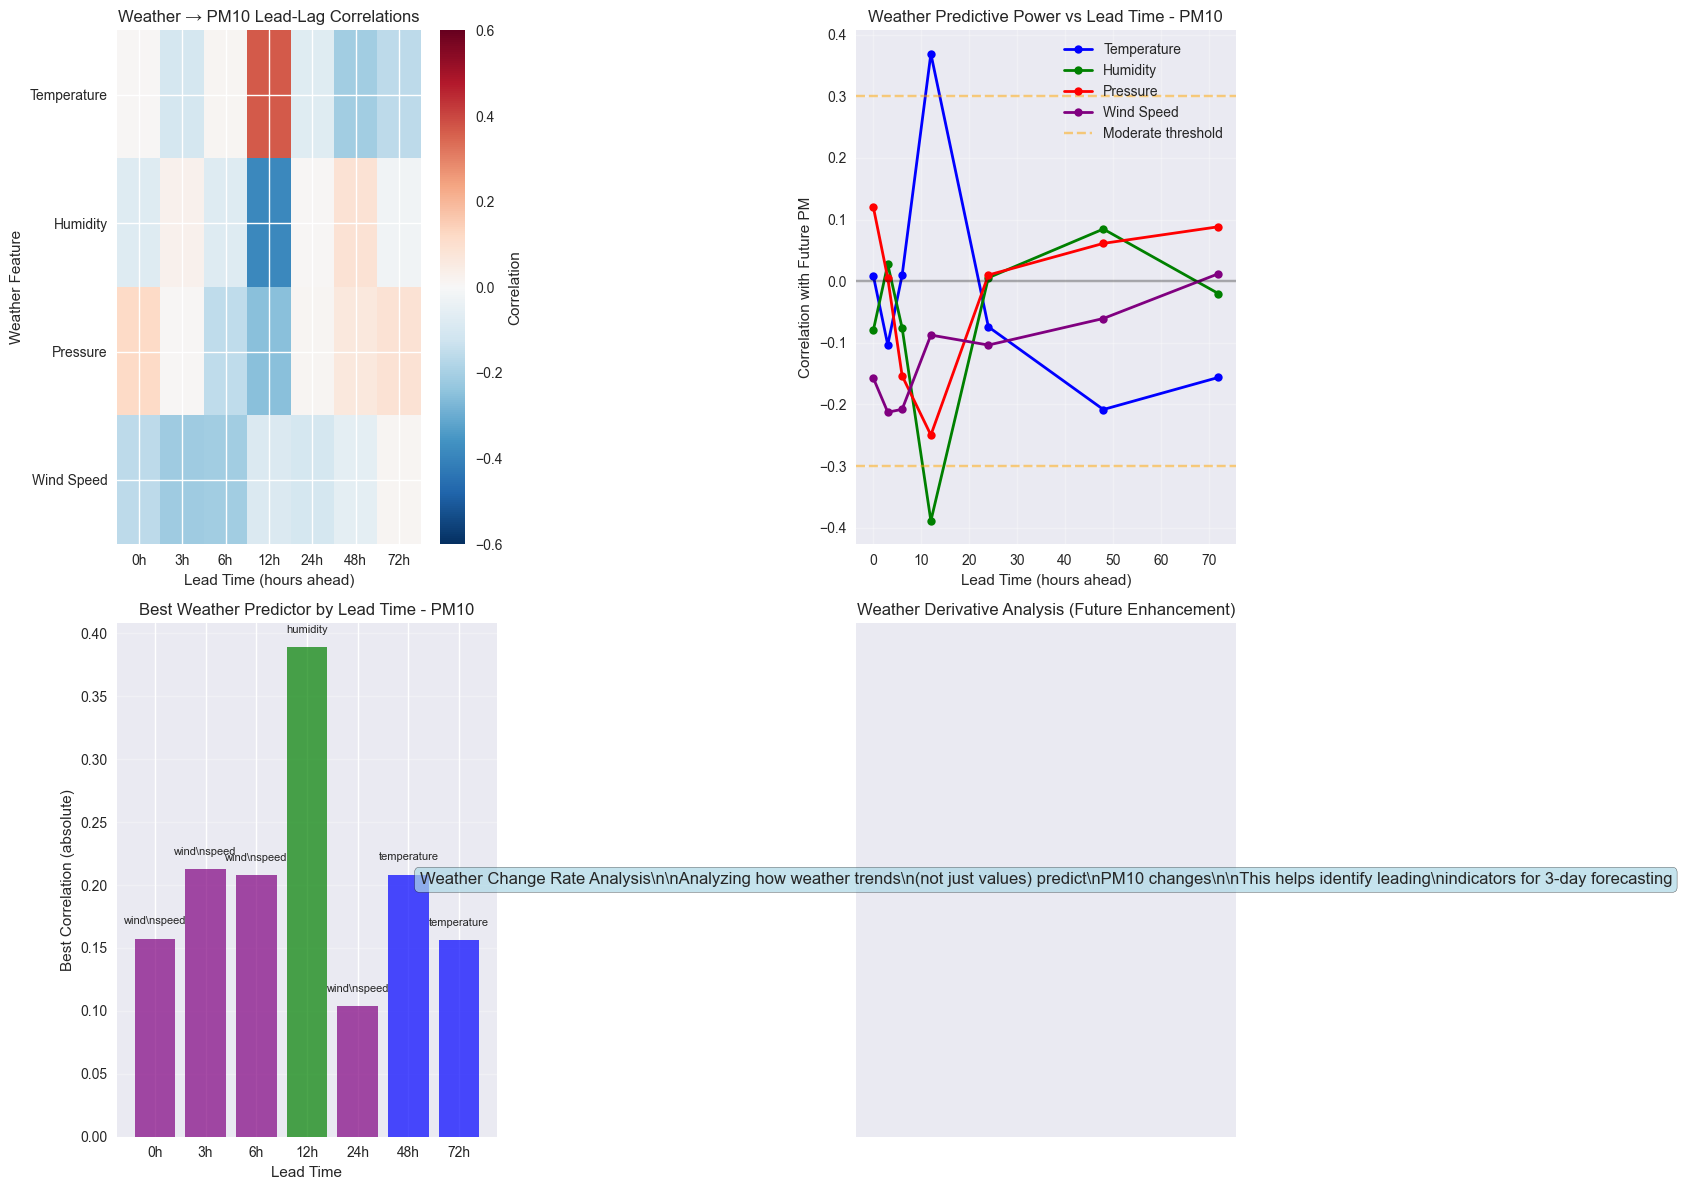 Weather → PM10 Lead-Lag Correlations
Weather Feature
Temperature
Humidity
Pressure
Wind Speed
0h 3h 6h 12h 24h 48h 72h
Lead Time (hours ahead)
0.6
0.4
0.2
0.0
−0.2
−0.4
−0.6
Correlation
Weather Predictive Power vs Lead Time - PM10
Correlation with Future PM
0.4
0.3
0.2
0.1
0.0
−0.1
−0.2
−0.3
−0.4
Temperature
Humidity
Pressure
Wind Speed
Moderate threshold
0 10 20 30 40 50 60 70
Lead Time (hours ahead)
Best Weather Predictor by Lead Time - PM10
Best Correlation (absolute)
0.40
0.35
0.30
0.25
0.20
0.15
0.10
0.05
0.00
wind\nspeed
wind\nspeed
wind\nspeed
humidity
wind\nspeed
temperature
temperature
0h 3h 6h 12h 24h 48h 72h
Lead Time
Weather Derivative Analysis (Future Enhancement)
Weather Change Rate Analysis\n\nAnalyzing how weather trends\n(not just values) predict\nPM10 changes\n\nThis helps identify leading\nindicators for 3-day forecasting